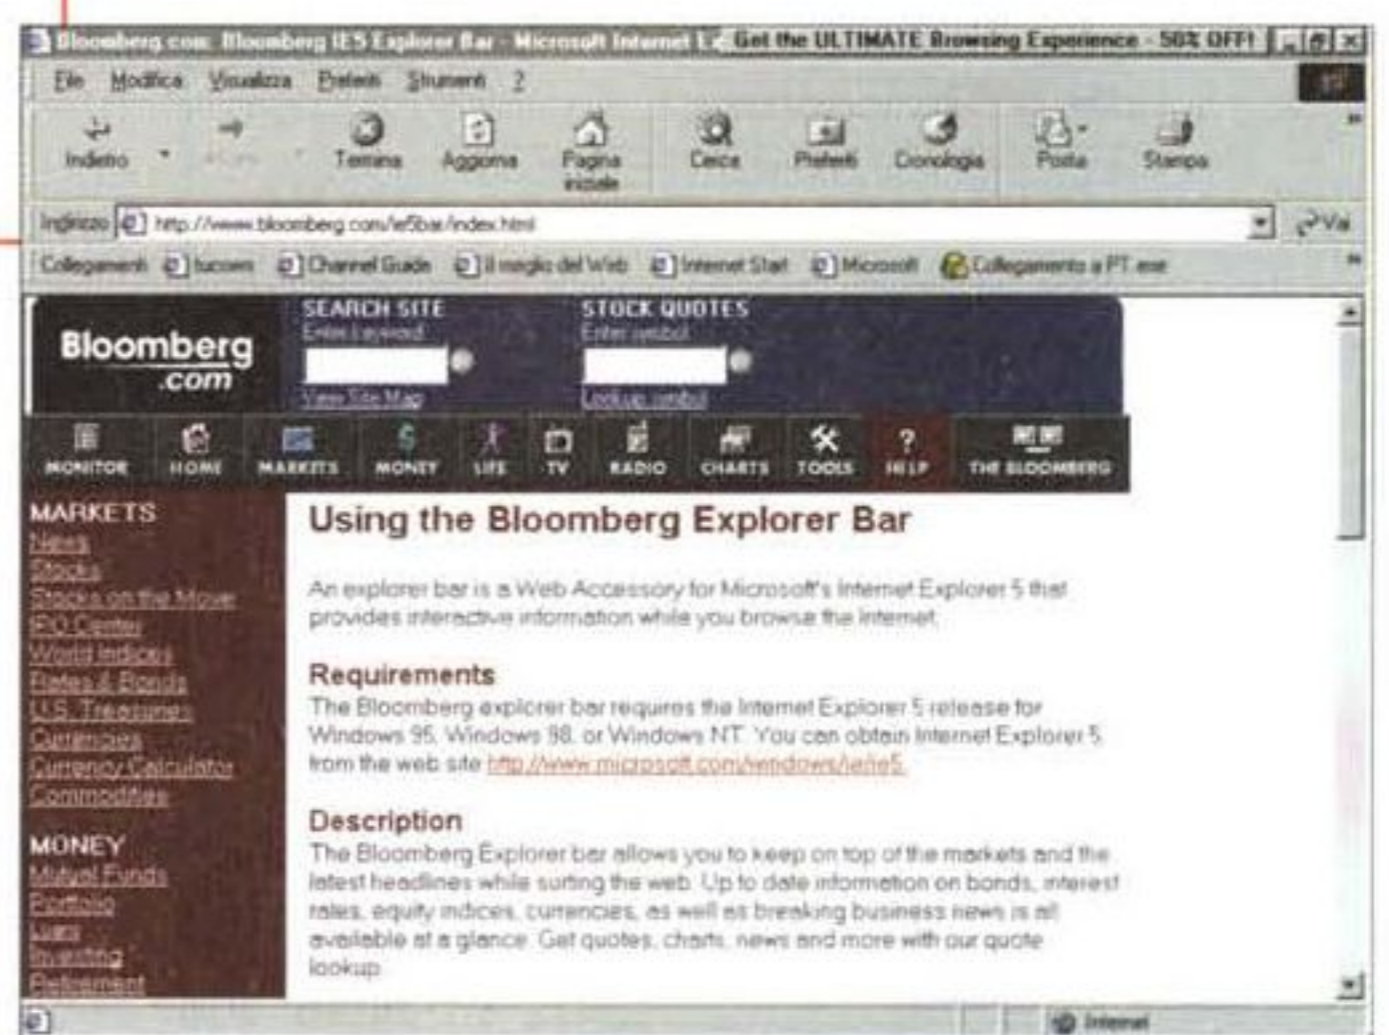 Bloomberg.com: Bloomberg IE5 Explorer Bar - Microsoft Internet Get the ULTIMATE Browsing Experience - 50% OFF!
File Modifica Visualizza Preferiti Strumenti ?
Indietro Termina Aggiorna Pagina iniziale Cerca Preferiti Cronologia Posta Stampa
Indirizzo http://www.bloomberg.com/ie5bar/index.html Vai
Collegamenti Channel Guide Il meglio del Web Internet Start Microsoft Collegamento a PT.exe
Bloomberg
.com
SEARCH SITE
Enter keyword
View Site Map
STOCK QUOTES
Enter symbol
Lookup symbol
MONITOR HOME MARKETS MONEY LIFE TV RADIO CHARTS TOOLS ? HELP THE BLOOMBERG
MARKETS
News
Stocks
Stocks on the Move
IPO Center
World Indices
Rates & Bonds
U.S. Treasuries
Currencies
Currency Calculator
Commodities
MONEY
Mutual Funds
Portfolio
Loans
Investing
Retirement
Using the Bloomberg Explorer Bar
An explorer bar is a Web Accessory for Microsoft's Internet Explorer 5 that
provides interactive information while you browse the Internet.
Requirements
The Bloomberg explorer bar requires the Internet Explorer 5 release for
Windows 95, Windows 98, or Windows NT. You can obtain Internet Explorer 5
from the web site http://www.microsoft.com/windows/ie/ie5.
Description
The Bloomberg Explorer bar allows you to keep on top of the markets and the
latest headlines while surfing the web. Up to date information on bonds, interest
rates, equity indices, currencies, as well as breaking business news is all
available at a glance. Get quotes, charts, news and more with our quote
lookup.
Internet